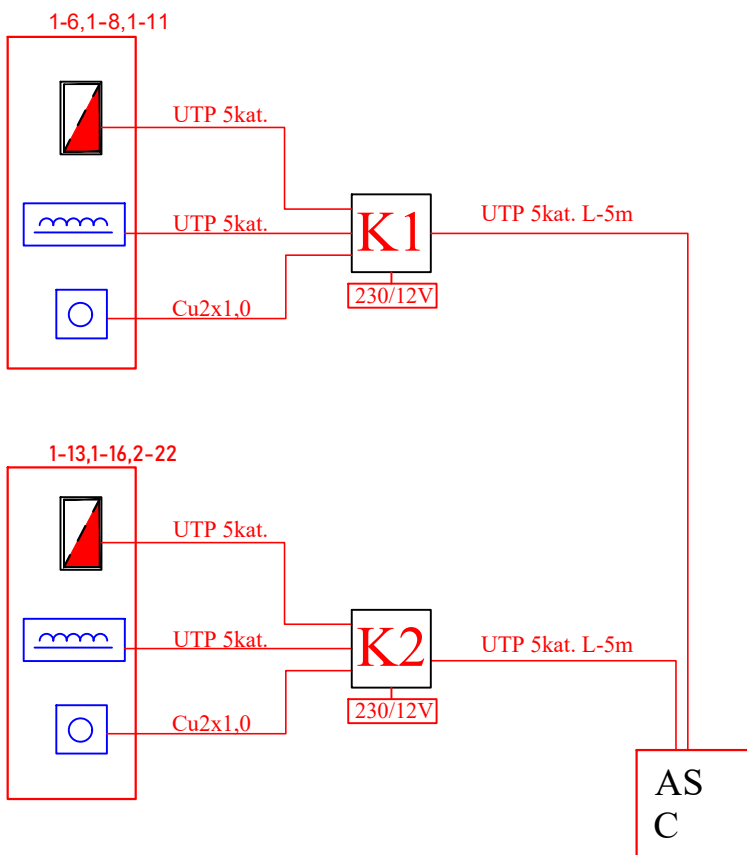 1-6,1-8,1-11
UTP 5kat.
UTP 5kat.
Cu2x1,0
K1
230/12V
UTP 5kat. L-5m
1-13,1-16,2-22
UTP 5kat.
UTP 5kat.
Cu2x1,0
K2
230/12V
UTP 5kat. L-5m
AS
C